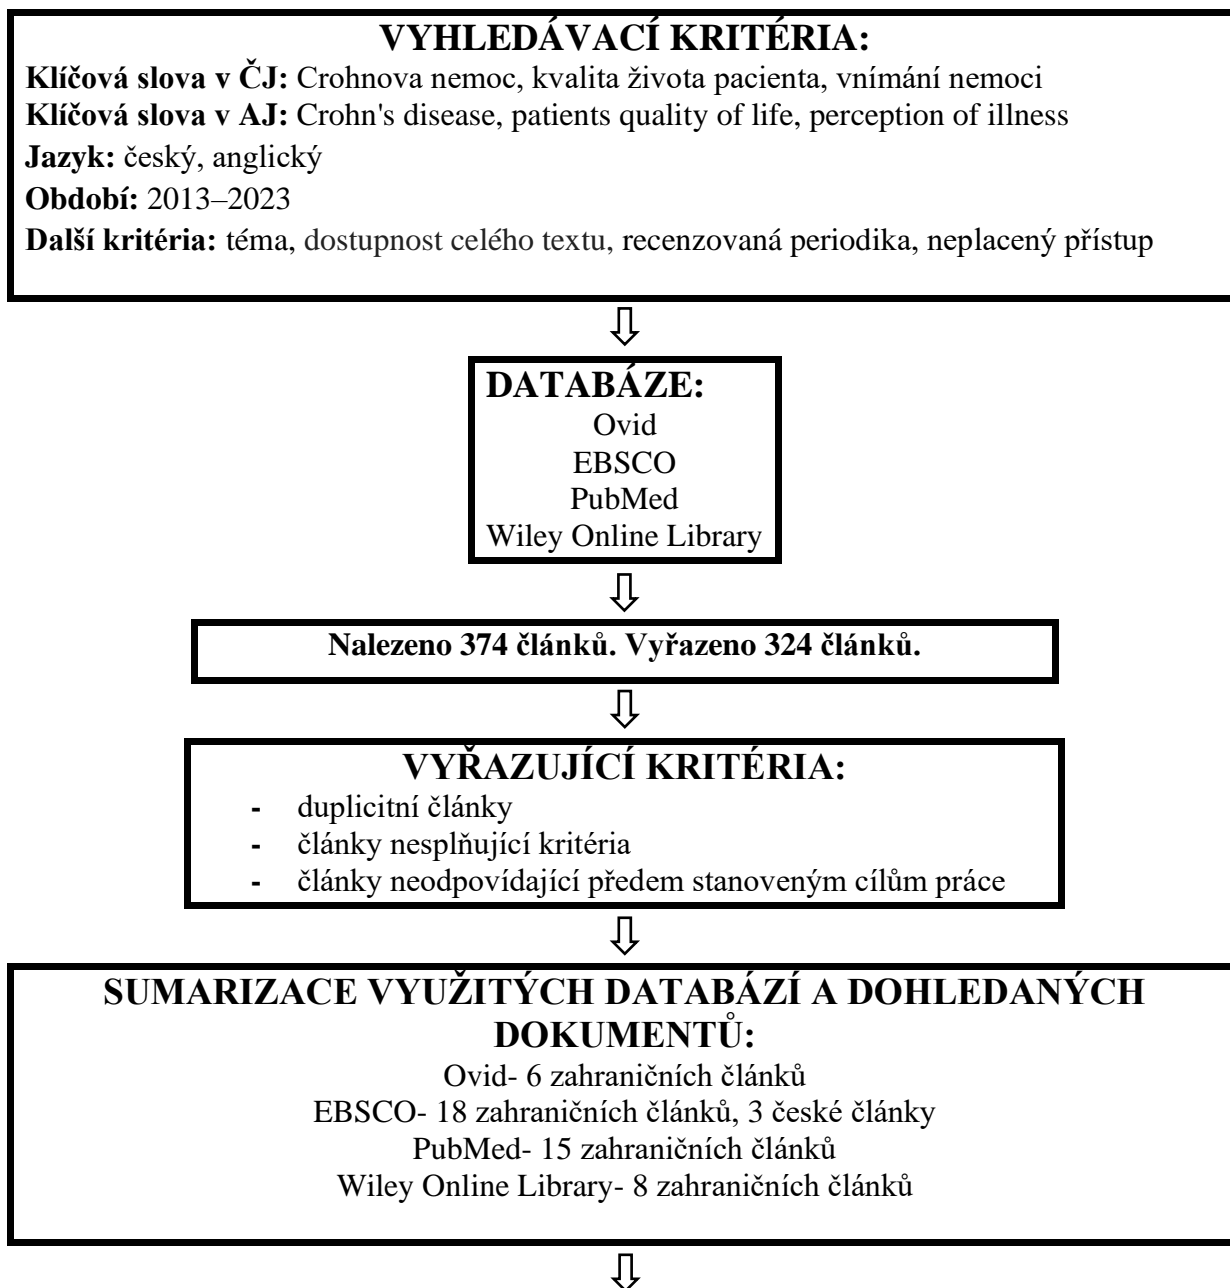 VYHLEDÁVACÍ KRITÉRIA:
Klíčová slova v ČJ: Crohnova nemoc, kvalita života pacienta, vnímání nemoci
Klíčová slova v AJ: Crohn's disease, patients quality of life, perception of illness
Jazyk: český, anglický
Období: 2013–2023
Další kritéria: téma, dostupnost celého textu, recenzovaná periodika, neplacený přístup
DATABÁZE:
Ovid
EBSCO
PubMed
Wiley Online Library
Nalezeno 374 článků. Vyřazeno 324 článků.
VYŘAZUJÍCÍ KRITÉRIA:
- duplicitní články
- články nesplňující kritéria
- články neodpovídající předem stanoveným cílům práce
SUMARIZACE VYUŽITÝCH DATABÁZÍ A DOHLEDANÝCH
DOKUMENTŮ:
Ovid- 6 zahraničních článků
EBSCO- 18 zahraničních článků, 3 české články
PubMed- 15 zahraničních článků
Wiley Online Library- 8 zahraničních článků